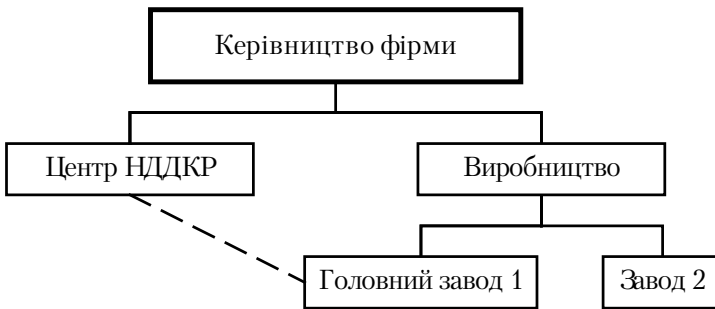 Керівництво фірми
Центр НДДКР
Виробництво
Головний завод 1
Завод 2